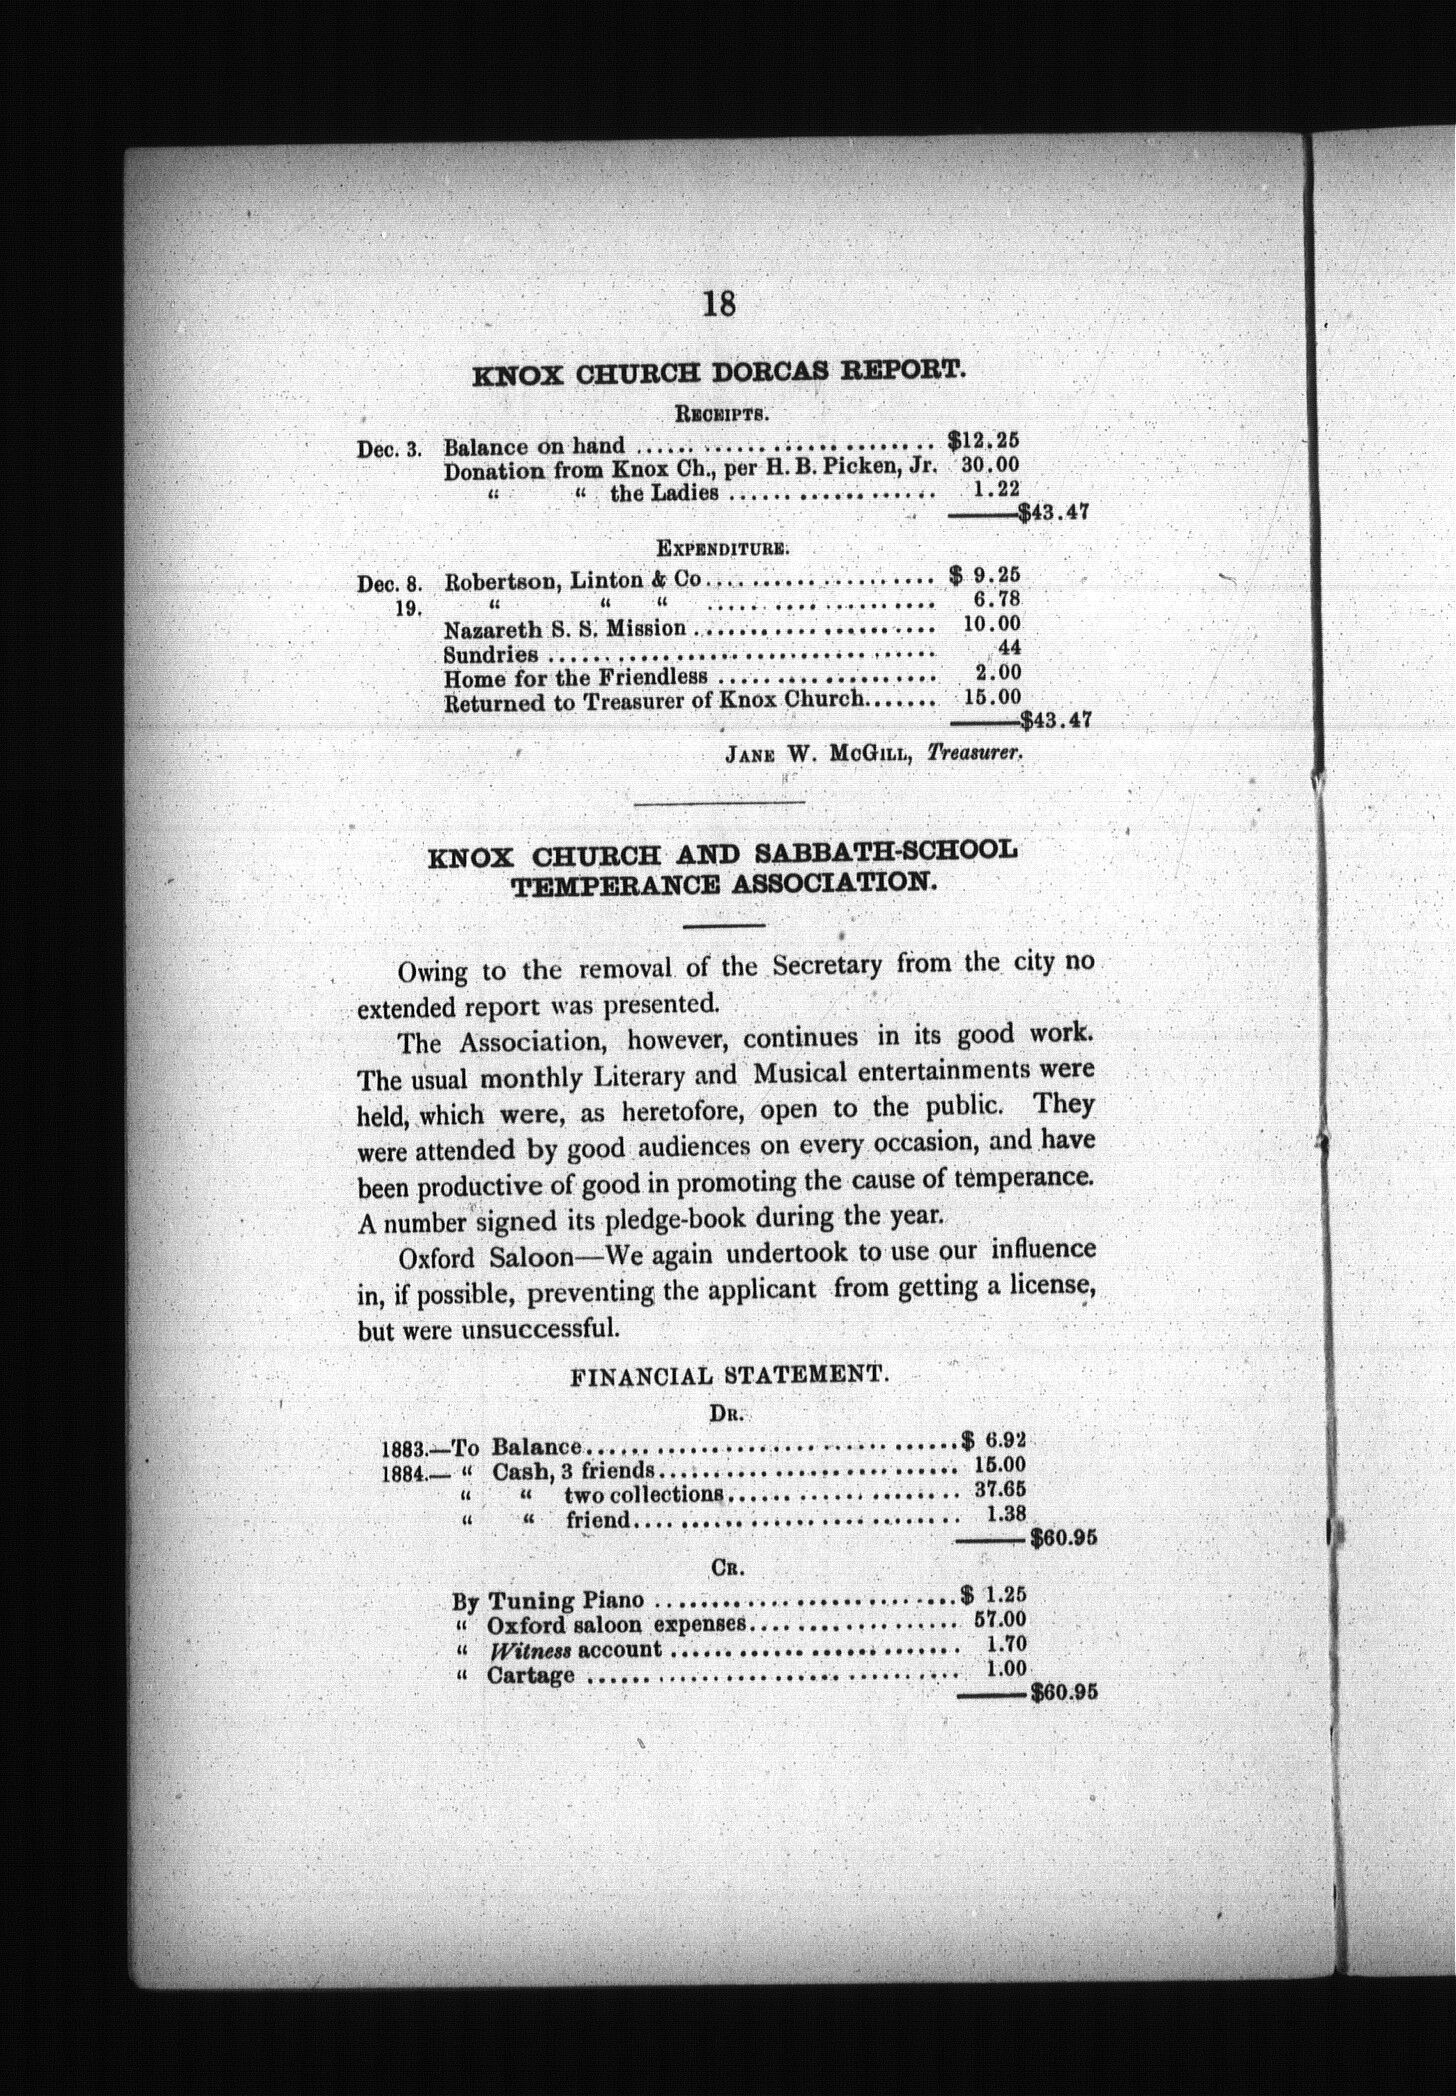 18
KNOX CHURCH DORCAS REPORT.
RECEIPTS.
Dec. 3. Balance on hand ........................ $12.25
Donation from Knox Ch., per H. B. Picken, Jr. 30.00
“ “ the Ladies .................. 1.22
$43.47
EXPENDITURE.
Dec. 8. Robertson, Linton & Co.................... $ 9.25
19. “ “ “ .................... 6.78
Nazareth S. S. Mission ..................... 10.00
Sundries .................................. 44
Home for the Friendless ................... 2.00
Returned to Treasurer of Knox Church....... 15.00
$43.47
JANE W. MCGILL, Treasurer.
KNOX CHURCH AND SABBATH-SCHOOL
TEMPERANCE ASSOCIATION.
Owing to the removal of the Secretary from the city no
extended report was presented.
The Association, however, continues in its good work.
The usual monthly Literary and Musical entertainments were
held, which were, as heretofore, open to the public. They
were attended by good audiences on every occasion, and have
been productive of good in promoting the cause of temperance.
A number signed its pledge-book during the year.
Oxford Saloon—We again undertook to use our influence
in, if possible, preventing the applicant from getting a license,
but were unsuccessful.
FINANCIAL STATEMENT.
DR.
1883.—To Balance................................$ 6.92
1884.— “ Cash, 3 friends.......................... 15.00
“ “ two collections.................... 37.65
“ “ friend............................ 1.38
$60.95
CR.
By Tuning Piano ..........................$ 1.25
“ Oxford saloon expenses.................. 57.00
“ Witness account ......................... 1.70
“ Cartage ................................ 1.00
$60.95